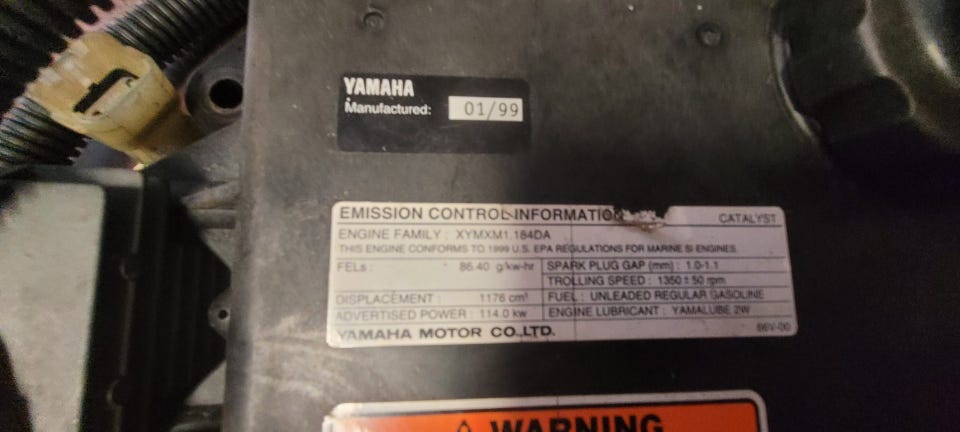 YAMAHA
Manufactured: 01/99
EMISSION CONTROL INFORMATION CATALYST
ENGINE FAMILY : XYMXM1.184DA
THIS ENGINE CONFORMS TO 1999 U.S. EPA REGULATIONS FOR MARINE SI ENGINES.
FELs : 86.40 g/kw-hr SPARK PLUG GAP (mm) : 1.0-1.1
TROLLING SPEED : 1350 ± 50 rpm
DISPLACEMENT : 1176 cm³ FUEL : UNLEADED REGULAR GASOLINE
ADVERTISED POWER : 114.0 kw ENGINE LUBRICANT : YAMALUBE 2W
YAMAHA MOTOR CO.LTD. 66V-00
WARNING